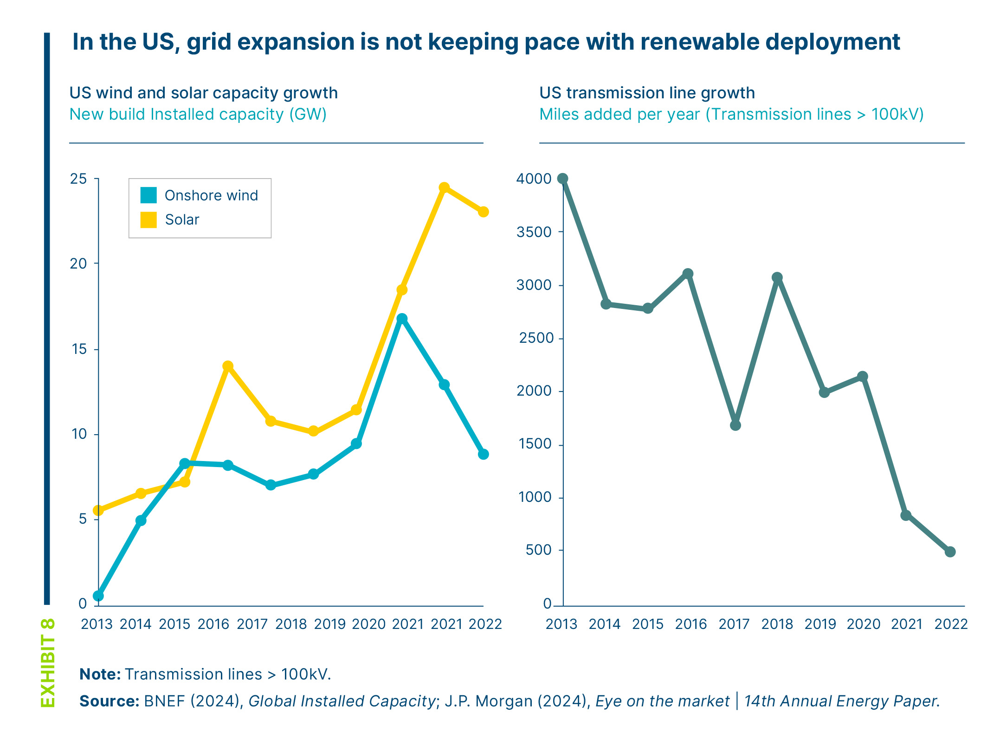 In the US, grid expansion is not keeping pace with renewable deployment
US wind and solar capacity growth
New build Installed capacity (GW)
25
20
15
10
5
0
Onshore wind
Solar
2013 2014 2015 2016 2017 2018 2019 2020 2021 2021 2022
US transmission line growth
Miles added per year (Transmission lines > 100kV)
4000
3500
3000
2500
2000
1500
1000
500
0
2013 2014 2015 2016 2017 2018 2019 2020 2021 2022
EXHIBIT 8
Note: Transmission lines > 100kV.
Source: BNEF (2024), Global Installed Capacity; J.P. Morgan (2024), Eye on the market | 14th Annual Energy Paper.